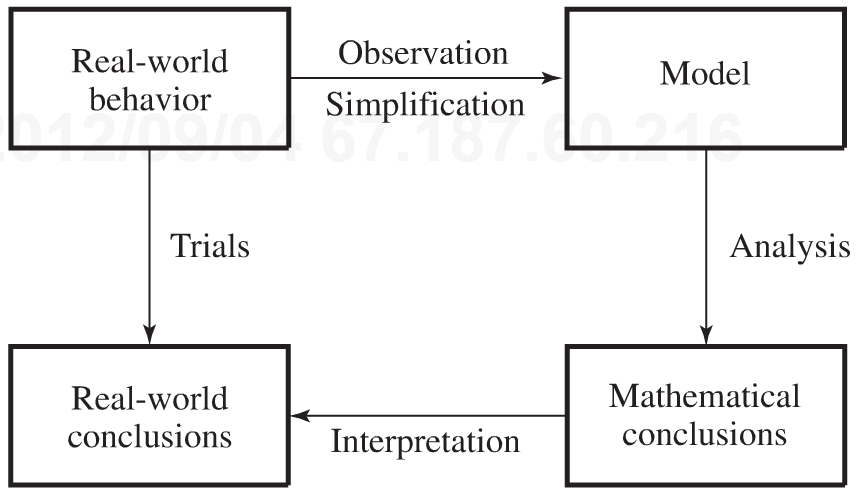 Real-world
behavior
Observation
Simplification
Model
2012/09/04 67.187.60.216
Trials
Analysis
Real-world
conclusions
Interpretation
Mathematical
conclusions